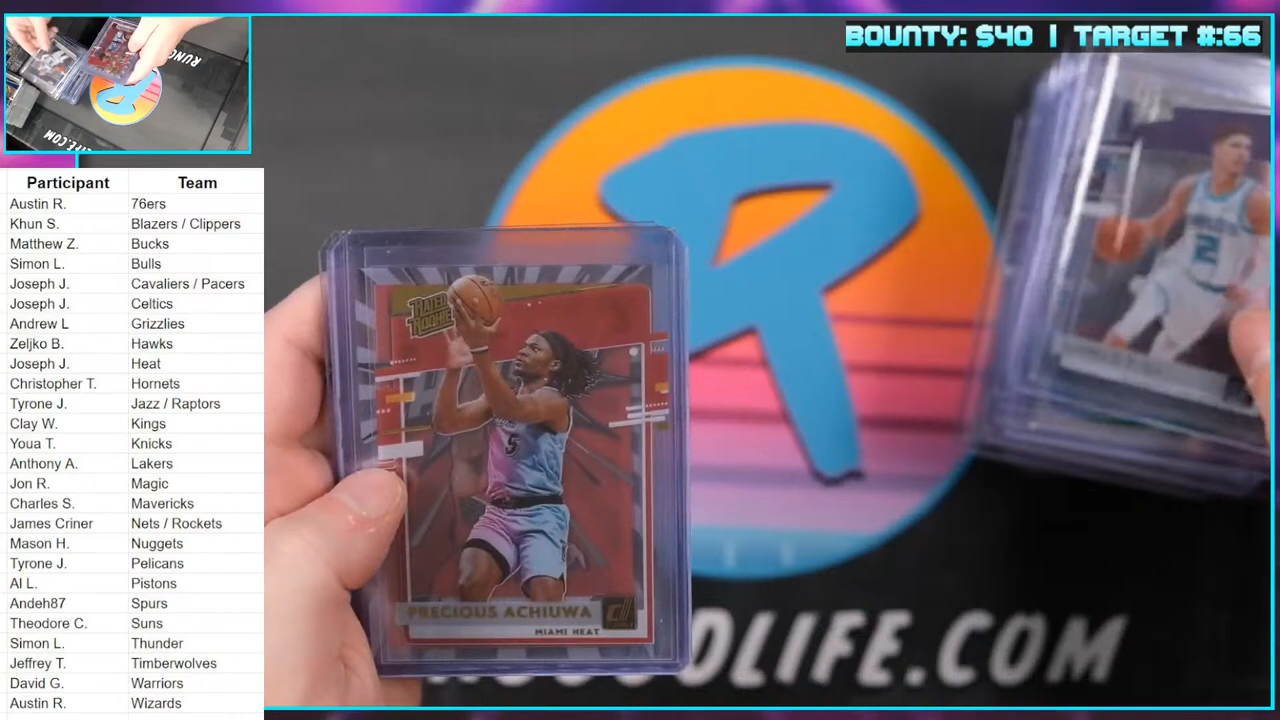 BOUNTY: $40 | TARGET #:66
Participant Team
Austin R. 76ers
Khun S. Blazers / Clippers
Matthew Z. Bucks
Simon L. Bulls
Joseph J. Cavaliers / Pacers
Joseph J. Celtics
Andrew L Grizzlies
Zeljko B. Hawks
Joseph J. Heat
Christopher T. Hornets
Tyrone J. Jazz / Raptors
Clay W. Kings
Youa T. Knicks
Anthony A. Lakers
Jon R. Magic
Charles S. Mavericks
James Criner Nets / Rockets
Mason H. Nuggets
Tyrone J. Pelicans
Al L. Pistons
Andeh87 Spurs
Theodore C. Suns
Simon L. Thunder
Jeffrey T. Timberwolves
David G. Warriors
Austin R. Wizards
RATED
ROOKIE
5
PRECIOUS ACHIUWA
MIAMI HEAT
2
R
LIFE.COM